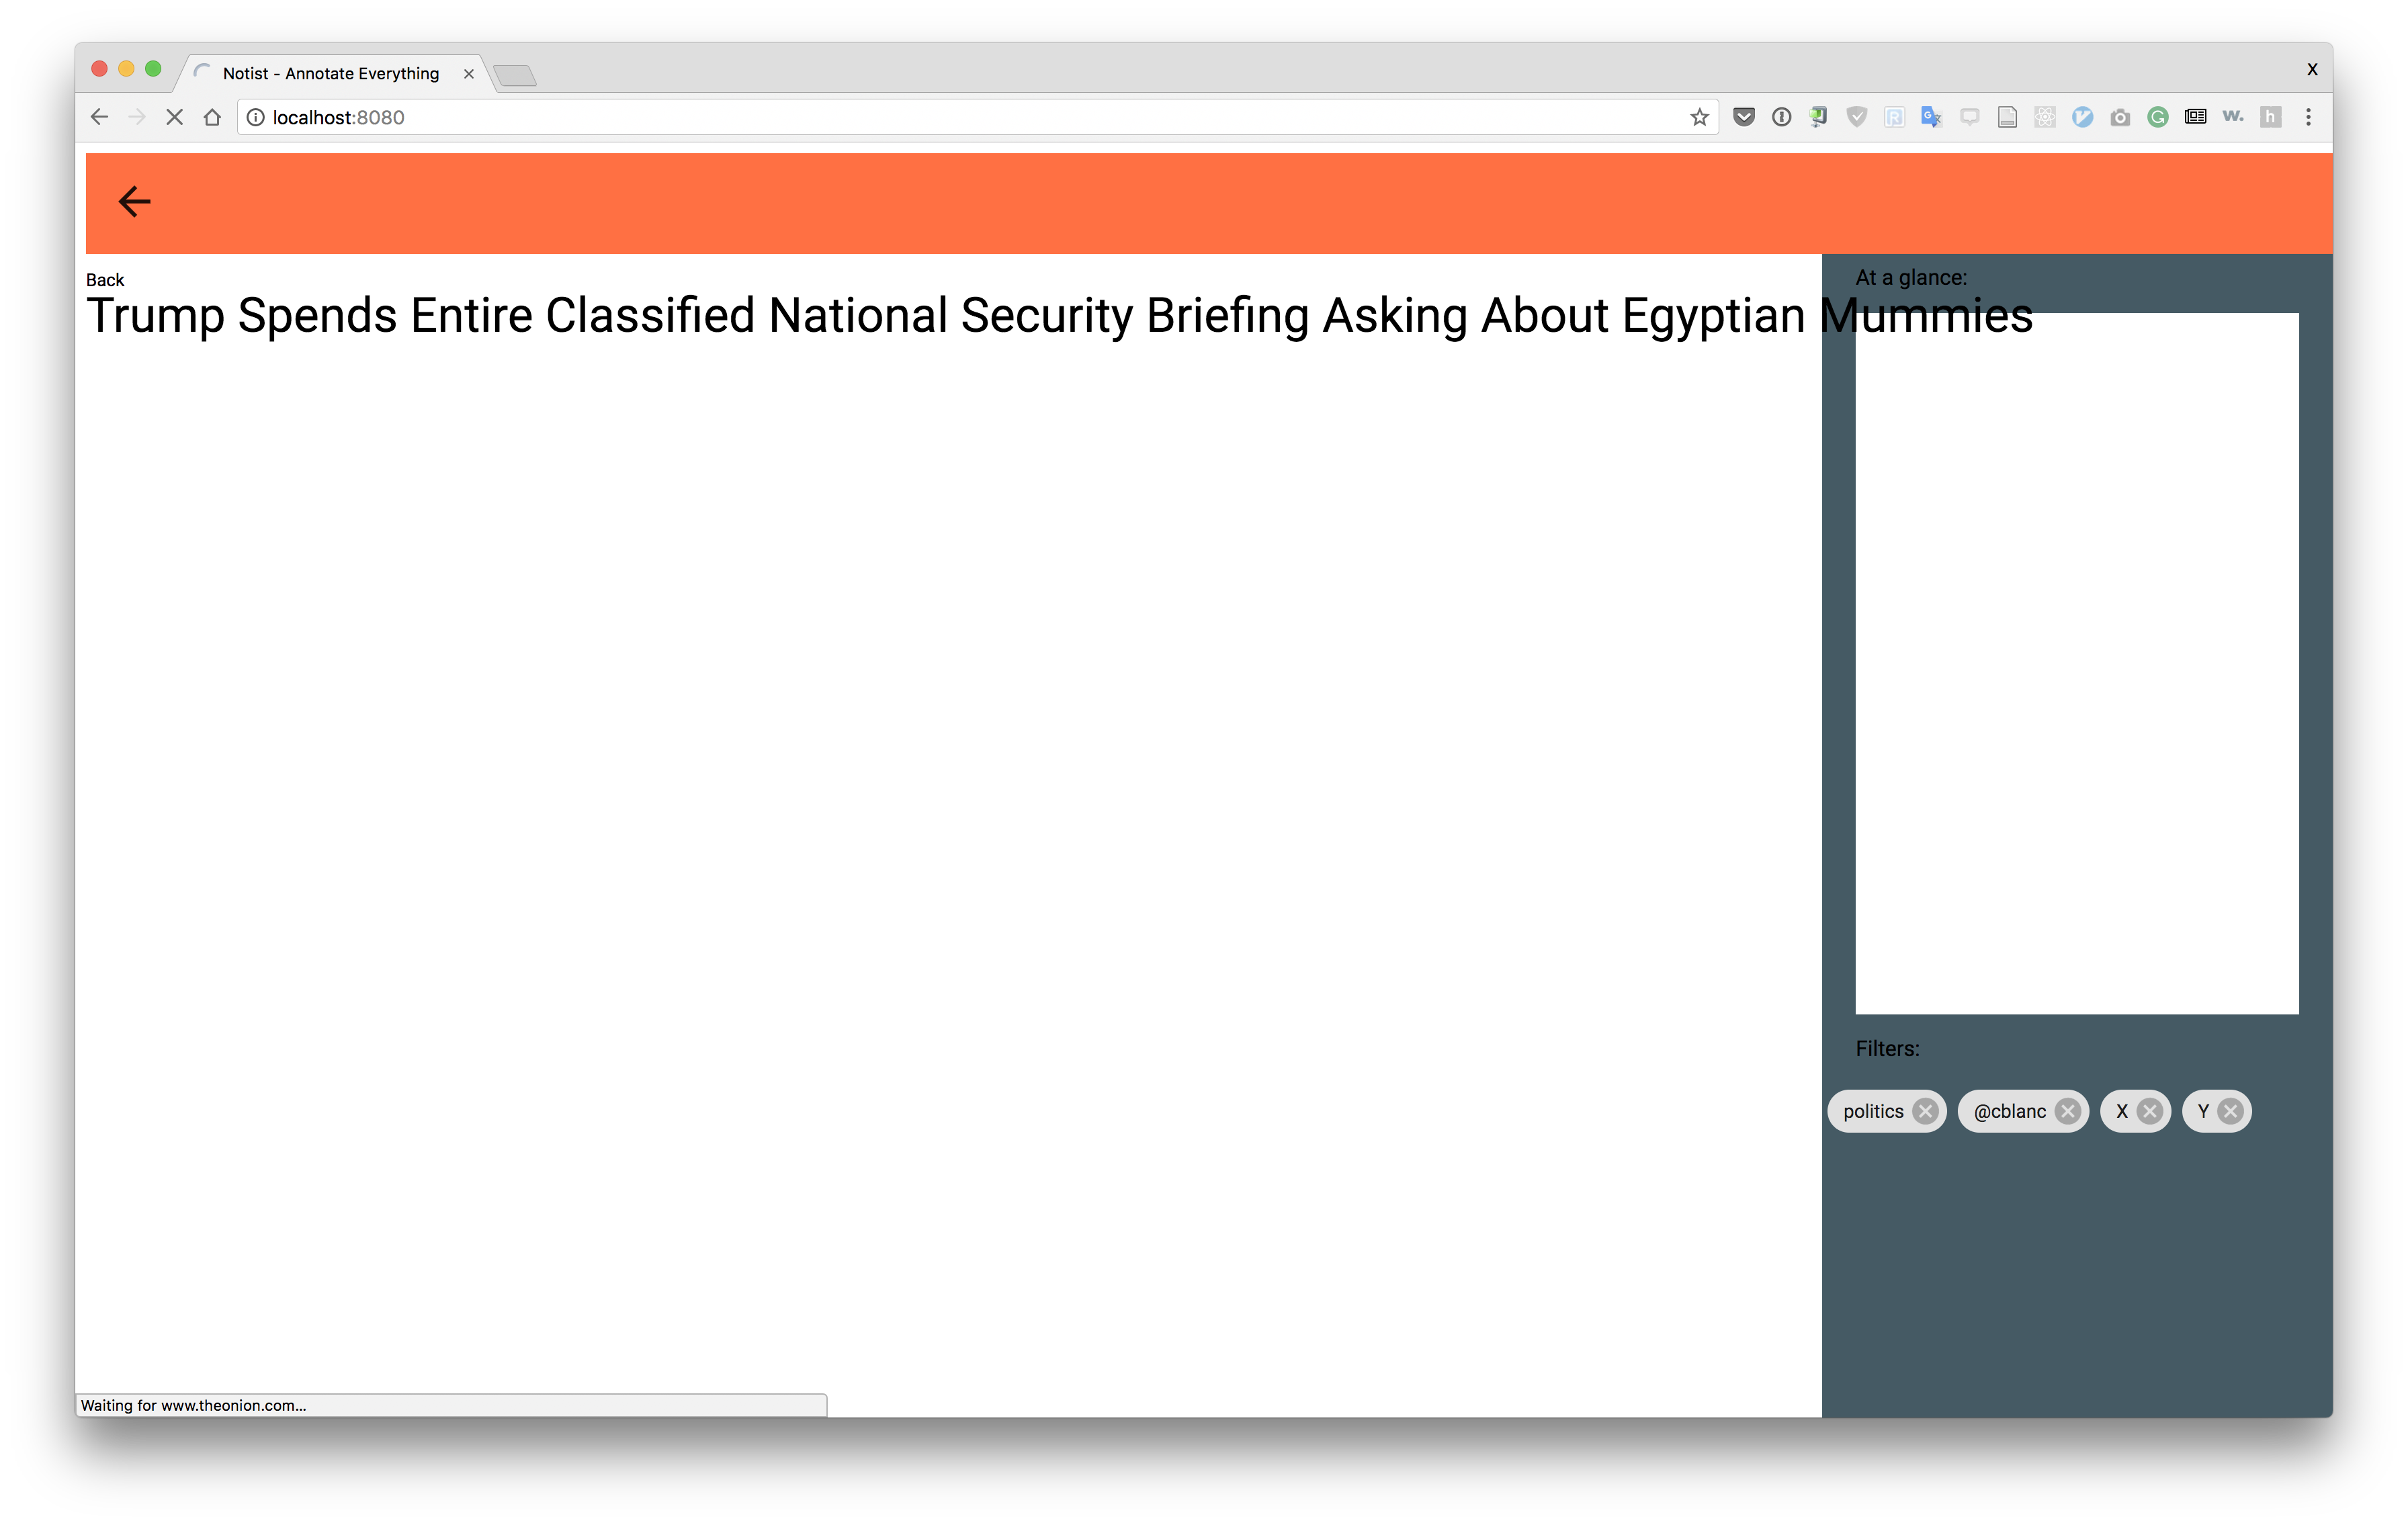 Notist - Annotate Everything
X
localhost:8080
w.
h
Back
At a glance:
Trump Spends Entire Classified National Security Briefing Asking About Egyptian Mummies
Filters:
politics
@cblanc
X
Y
Waiting for www.theonion.com...